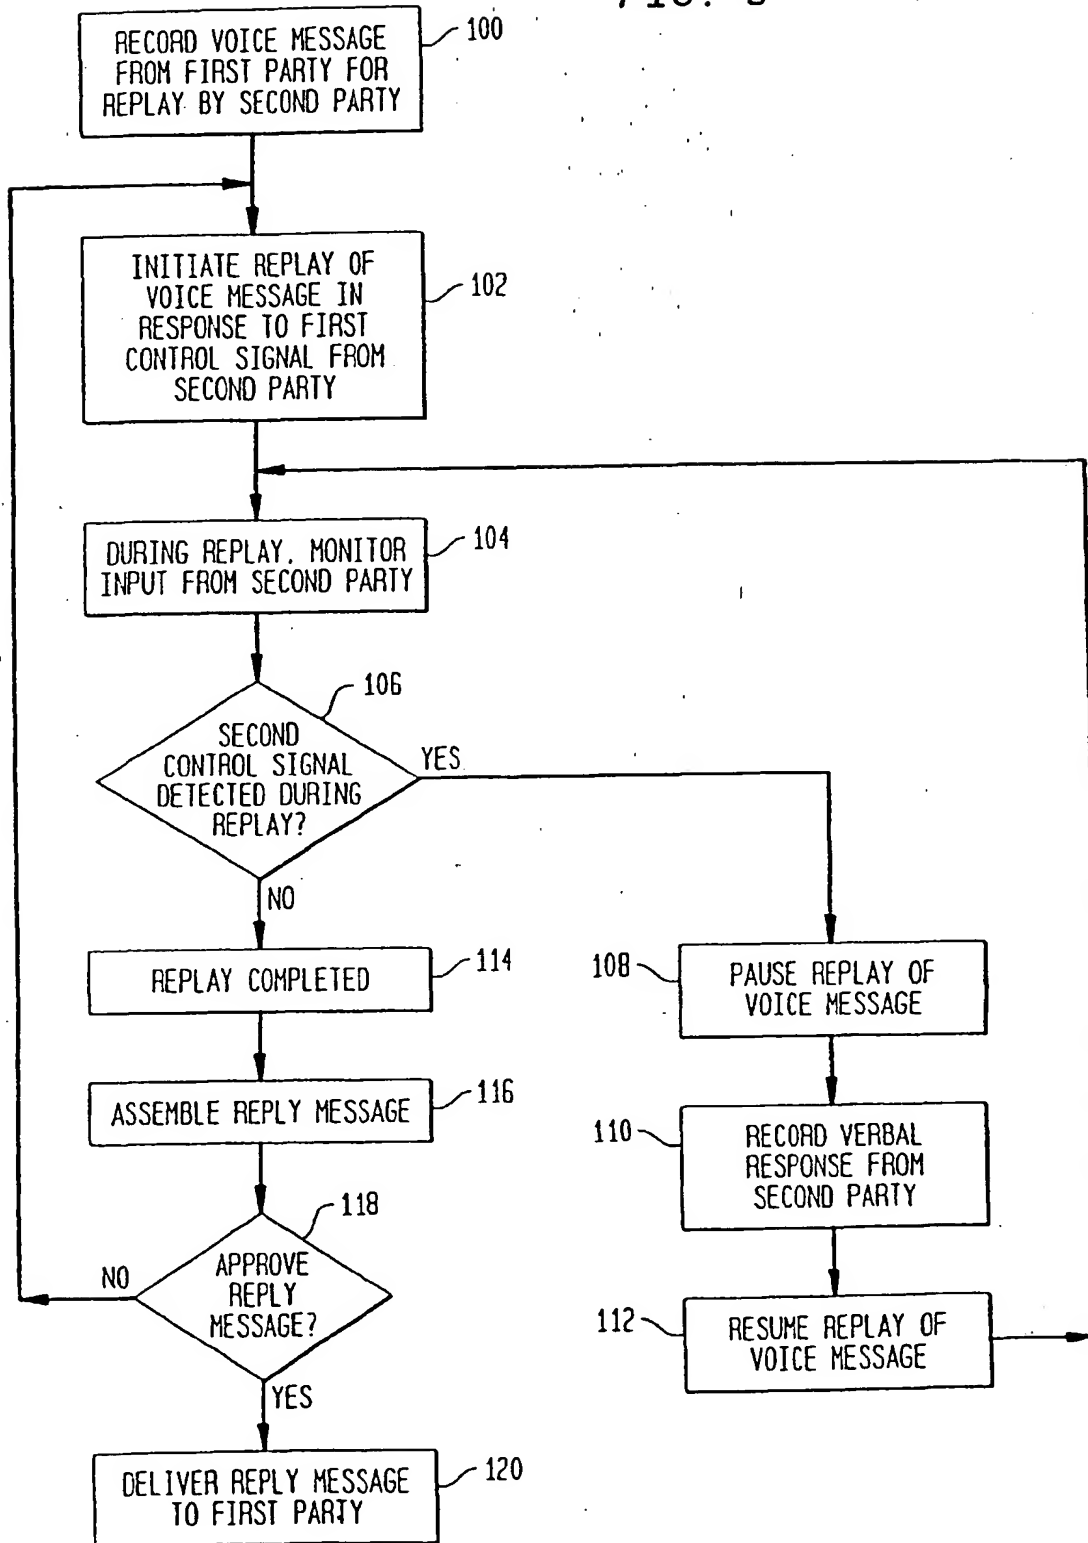 FIG.
RECORD VOICE MESSAGE
FROM FIRST PARTY FOR
REPLAY BY SECOND PARTY
100
INITIATE REPLAY OF
VOICE MESSAGE IN
RESPONSE TO FIRST
CONTROL SIGNAL FROM
SECOND PARTY
102
DURING REPLAY, MONITOR
INPUT FROM SECOND PARTY
104
106
SECOND
CONTROL SIGNAL
DETECTED DURING
REPLAY?
YES
NO
REPLAY COMPLETED
114
108
PAUSE REPLAY OF
VOICE MESSAGE
ASSEMBLE REPLY MESSAGE
116
110
RECORD VERBAL
RESPONSE FROM
SECOND PARTY
118
APPROVE
REPLY
MESSAGE?
NO
YES
112
RESUME REPLAY OF
VOICE MESSAGE
DELIVER REPLY MESSAGE
TO FIRST PARTY
120